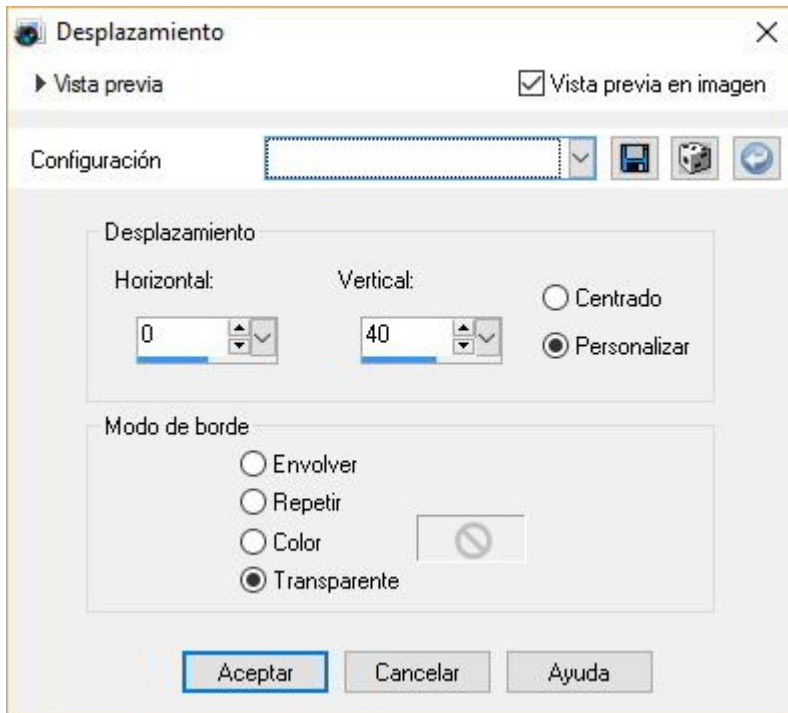 Desplazamiento
Vista previa
Vista previa en imagen
Configuración
Desplazamiento
Horizontal:
Vertical:
0
40
Centrado
Personalizar
Modo de borde
Envolver
Repetir
Color
Transparente
Aceptar
Cancelar
Ayuda